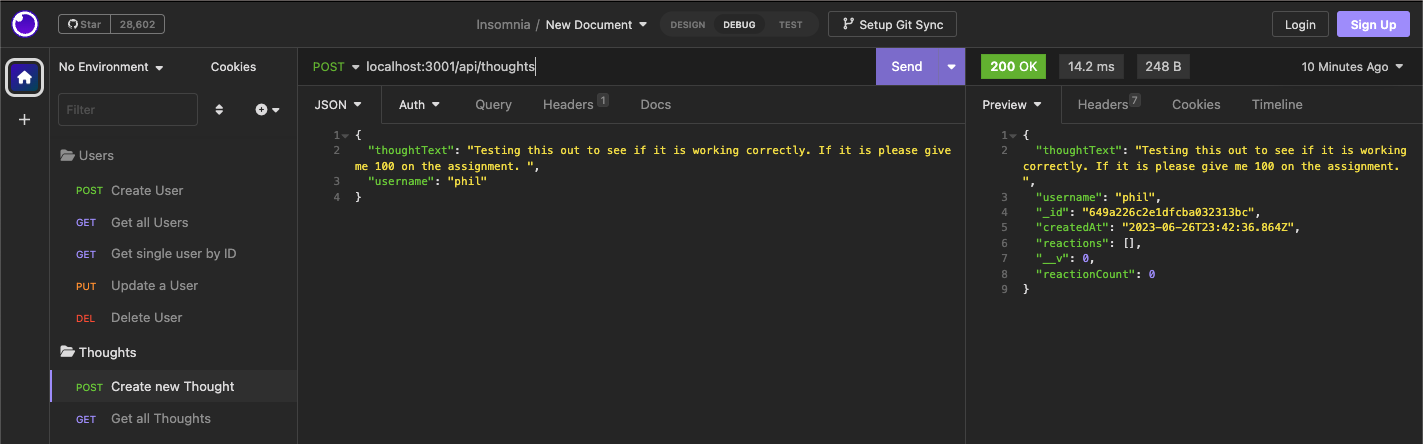 Star 28,602 Insomnia / New Document DESIGN DEBUG TEST Setup Git Sync Login Sign Up
No Environment Cookies
Filter
Users
POST Create User
GET Get all Users
GET Get single user by ID
PUT Update a User
DEL Delete User
Thoughts
POST Create new Thought
GET Get all Thoughts
POST localhost:3001/api/thoughts Send
JSON Auth Query Headers 1 Docs
1 {
2 "thoughtText": "Testing this out to see if it is working correctly. If it is please give
me 100 on the assignment. ",
3 "username": "phil"
4 }
200 OK 14.2 ms 248 B 10 Minutes Ago
Preview Headers 7 Cookies Timeline
1 {
2 "thoughtText": "Testing this out to see if it is working
correctly. If it is please give me 100 on the assignment.
",
3 "username": "phil",
4 "_id": "649a226c2e1dfcba032313bc",
5 "createdAt": "2023-06-26T23:42:36.864Z",
6 "reactions": [],
7 "__v": 0,
8 "reactionCount": 0
9 }